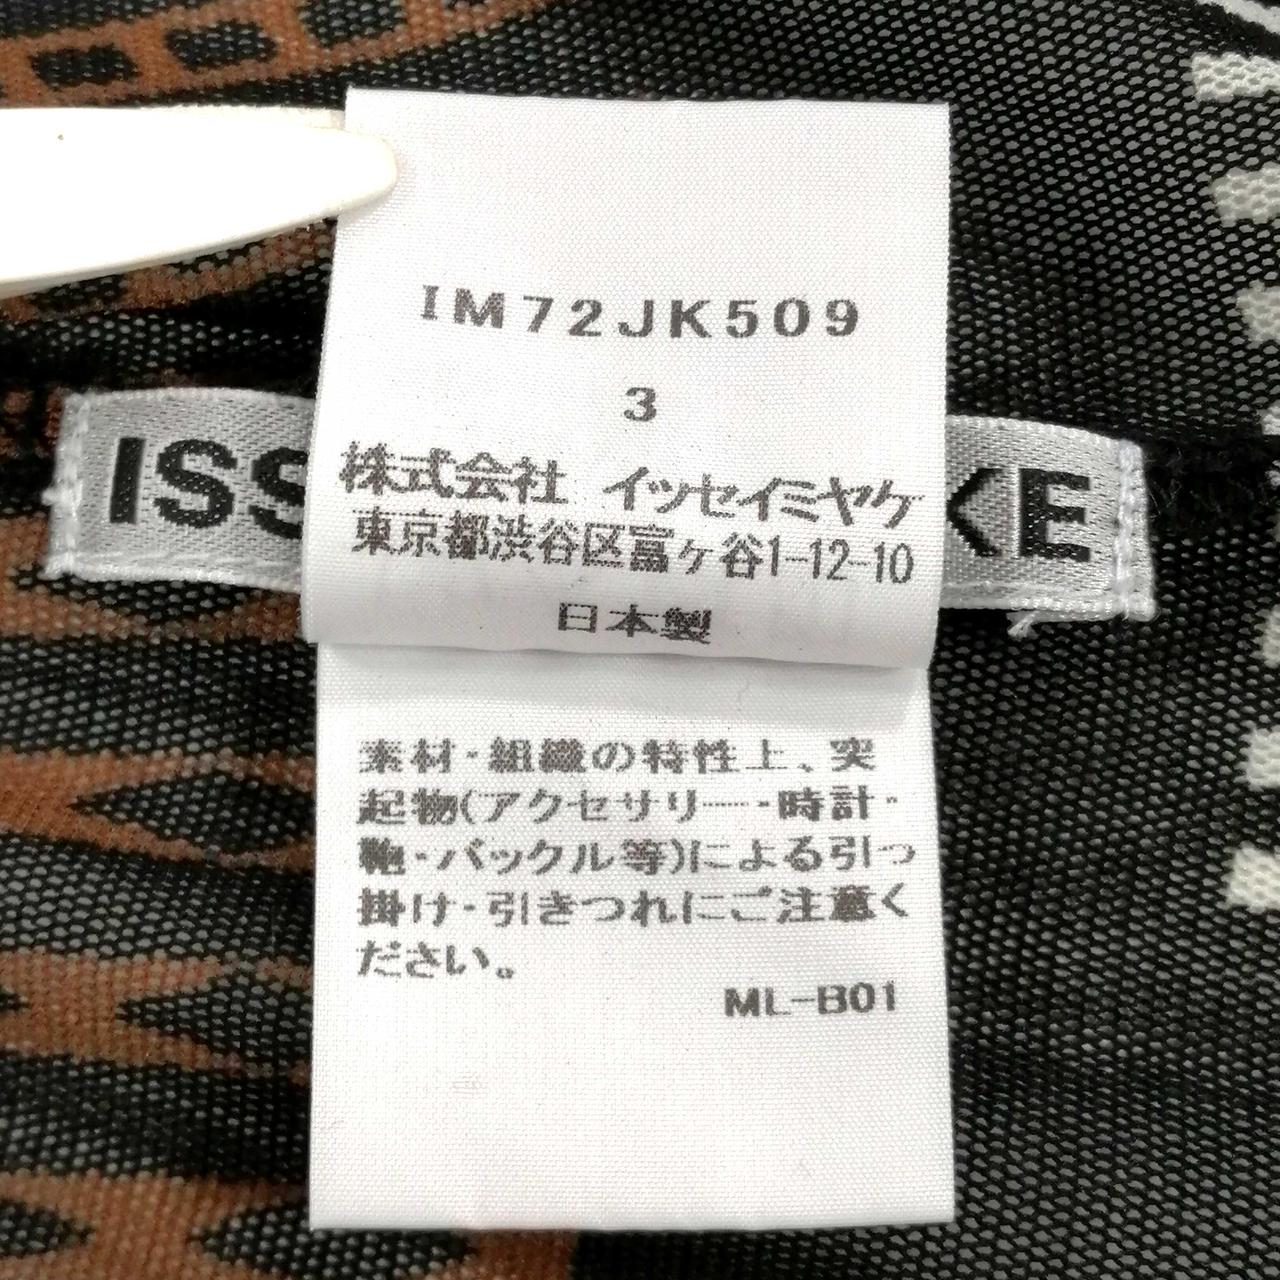 IM72JK509
3
株式会社 イッセイミヤケ
ISS KE
東京都渋谷区富ヶ谷1-12-10
日本製
素材・組織の特性上、突
起物(アクセサリー・時計・
鞄・バックル等)による引っ
掛け・引きつれにご注意く
ださい。
ML-B01